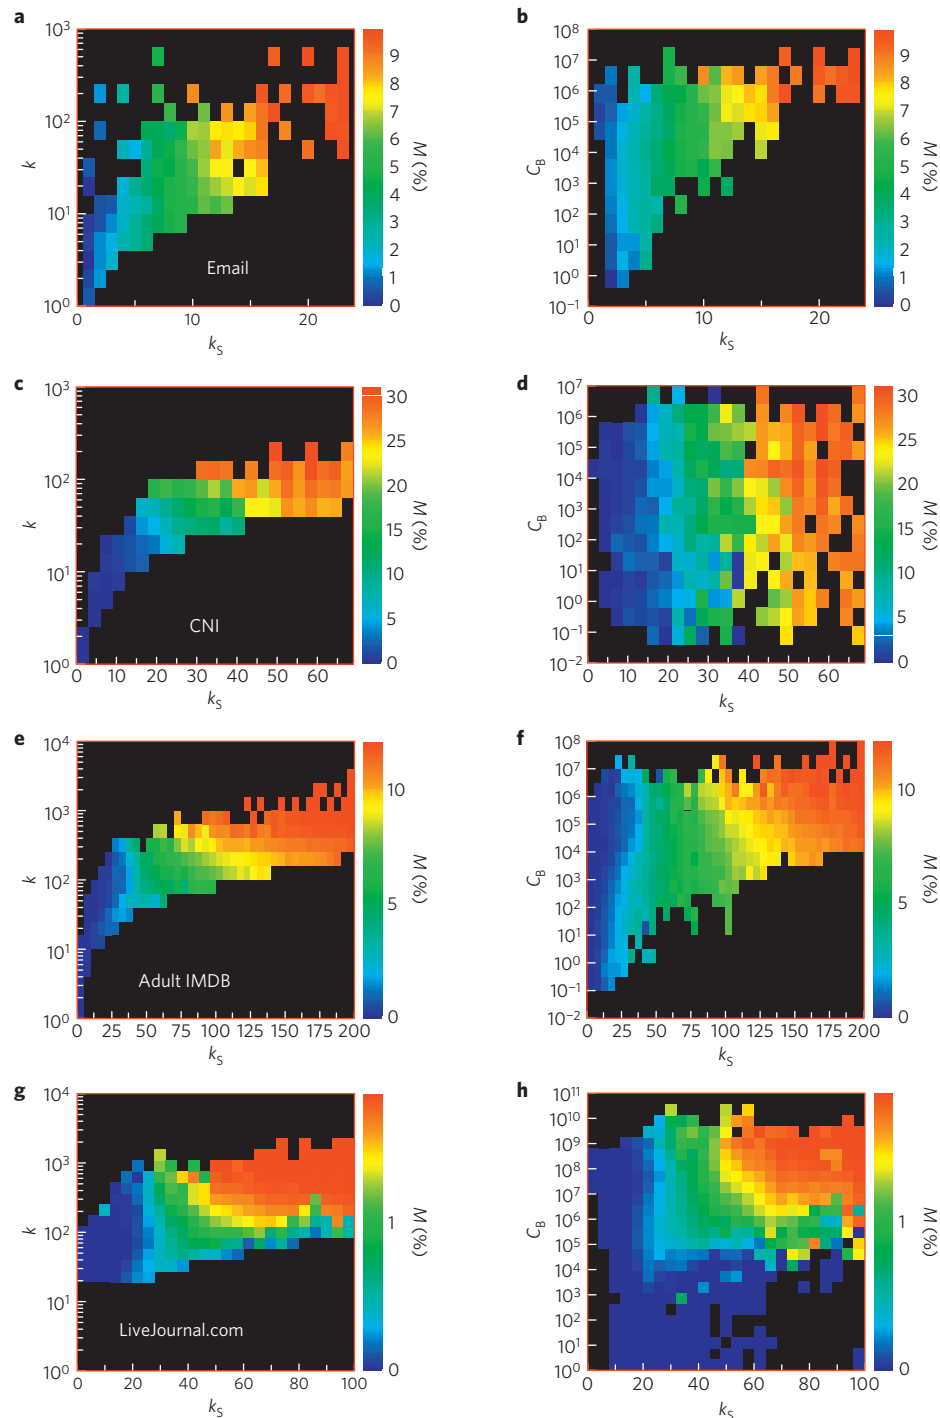 a
10³
10²
10¹
10⁰
k
0 10 20
kS
Email
9
8
7
6
5
4
3
2
1
0
M (%)
b
10⁸
10⁷
10⁶
10⁵
10⁴
10³
10²
10¹
10⁰
10⁻¹
CB
0 10 20
kS
9
8
7
6
5
4
3
2
1
0
M (%)
c
10³
10²
10¹
10⁰
k
0 10 20 30 40 50 60
kS
CNI
30
25
20
15
10
5
0
M (%)
d
10⁷
10⁶
10⁵
10⁴
10³
10²
10¹
10⁰
10⁻¹
10⁻²
CB
0 10 20 30 40 50 60
kS
30
25
20
15
10
5
0
M (%)
e
10⁴
10³
10²
10¹
10⁰
k
0 25 50 75 100 125 150 175 200
kS
Adult IMDB
10
5
0
M (%)
f
10⁸
10⁷
10⁶
10⁵
10⁴
10³
10²
10¹
10⁰
10⁻¹
10⁻²
CB
0 25 50 75 100 125 150 175 200
kS
10
5
0
M (%)
g
10⁴
10³
10²
10¹
10⁰
k
0 20 40 60 80 100
kS
LiveJournal.com
1
0
M (%)
h
10¹¹
10¹⁰
10⁹
10⁸
10⁷
10⁶
10⁵
10⁴
10³
10²
10¹
10⁰
CB
0 20 40 60 80 100
kS
1
0
M (%)